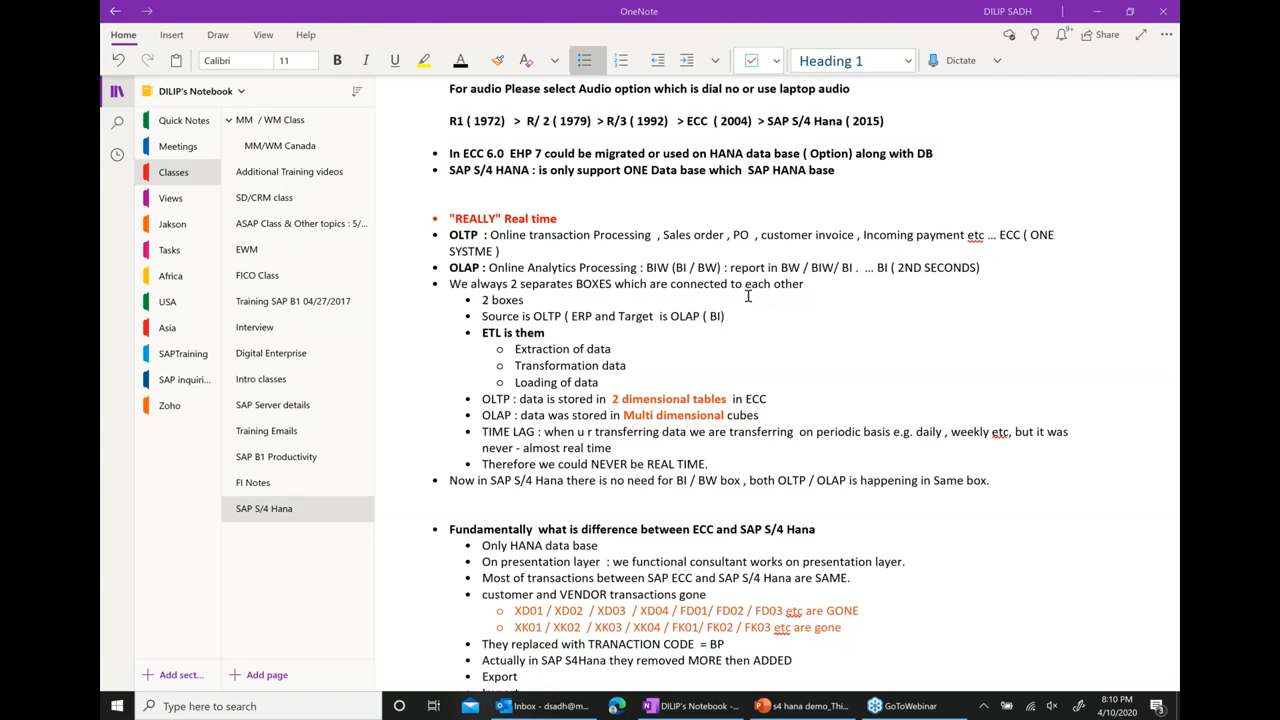 OneNote
DILIP SADH
Home
Insert
Draw
View
Help
9+
Share
Calibri
11
B
I
U
A
Heading 1
Dictate
DILIP's Notebook
Quick Notes
Meetings
Classes
Views
Jakson
Tasks
Africa
USA
Asia
SAPTraining
SAP inquiri...
Zoho
Add sect...
MM / WM Class
MM/WM Canada
Additional Training videos
SD/CRM class
ASAP Class & Other topics : 5/...
EWM
FICO Class
Training SAP B1 04/27/2017
Interview
Digital Enterprise
Intro classes
SAP Server details
Training Emails
SAP B1 Productivity
FI Notes
SAP S/4 Hana
Add page
For audio Please select Audio option which is dial no or use laptop audio
R1 ( 1972) > R/ 2 ( 1979) > R/3 ( 1992) > ECC ( 2004) > SAP S/4 Hana ( 2015)
In ECC 6.0 EHP 7 could be migrated or used on HANA data base ( Option) along with DB
SAP S/4 HANA : is only support ONE Data base which SAP HANA base
"REALLY" Real time
OLTP : Online transaction Processing , Sales order , PO , customer invoice , Incoming payment etc ... ECC ( ONE
SYSTME )
OLAP : Online Analytics Processing : BIW (BI / BW) : report in BW / BIW/ BI . ... BI ( 2ND SECONDS)
We always 2 separates BOXES which are connected to each other
2 boxes
Source is OLTP ( ERP and Target is OLAP ( BI)
ETL is them
Extraction of data
Transformation data
Loading of data
OLTP : data is stored in 2 dimensional tables in ECC
OLAP : data was stored in Multi dimensional cubes
TIME LAG : when u r transferring data we are transferring on periodic basis e.g. daily , weekly etc, but it was
never - almost real time
Therefore we could NEVER be REAL TIME.
Now in SAP S/4 Hana there is no need for BI / BW box , both OLTP / OLAP is happening in Same box.
Fundamentally what is difference between ECC and SAP S/4 Hana
Only HANA data base
On presentation layer : we functional consultant works on presentation layer.
Most of transactions between SAP ECC and SAP S/4 Hana are SAME.
customer and VENDOR transactions gone
XD01 / XD02 / XD03 / XD04 / FD01/ FD02 / FD03 etc are GONE
XK01 / XK02 / XK03 / XK04 / FK01/ FK02 / FK03 etc are gone
They replaced with TRANACTION CODE = BP
Actually in SAP S4Hana they removed MORE then ADDED
Export
Type here to search
Inbox - dsadh@m...
DILIP's Notebook -...
s4 hana demo_Thi...
GoToWebinar
8:10 PM
4/10/2020
3